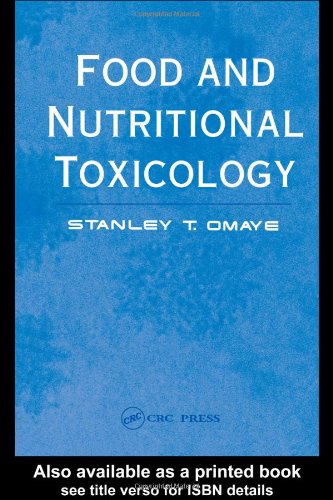 FOOD AND
NUTRITIONAL
TOXICOLOGY
STANLEY T. OMAYE
CRC CRC PRESS
Also available as a printed book
see title verso for ISBN details